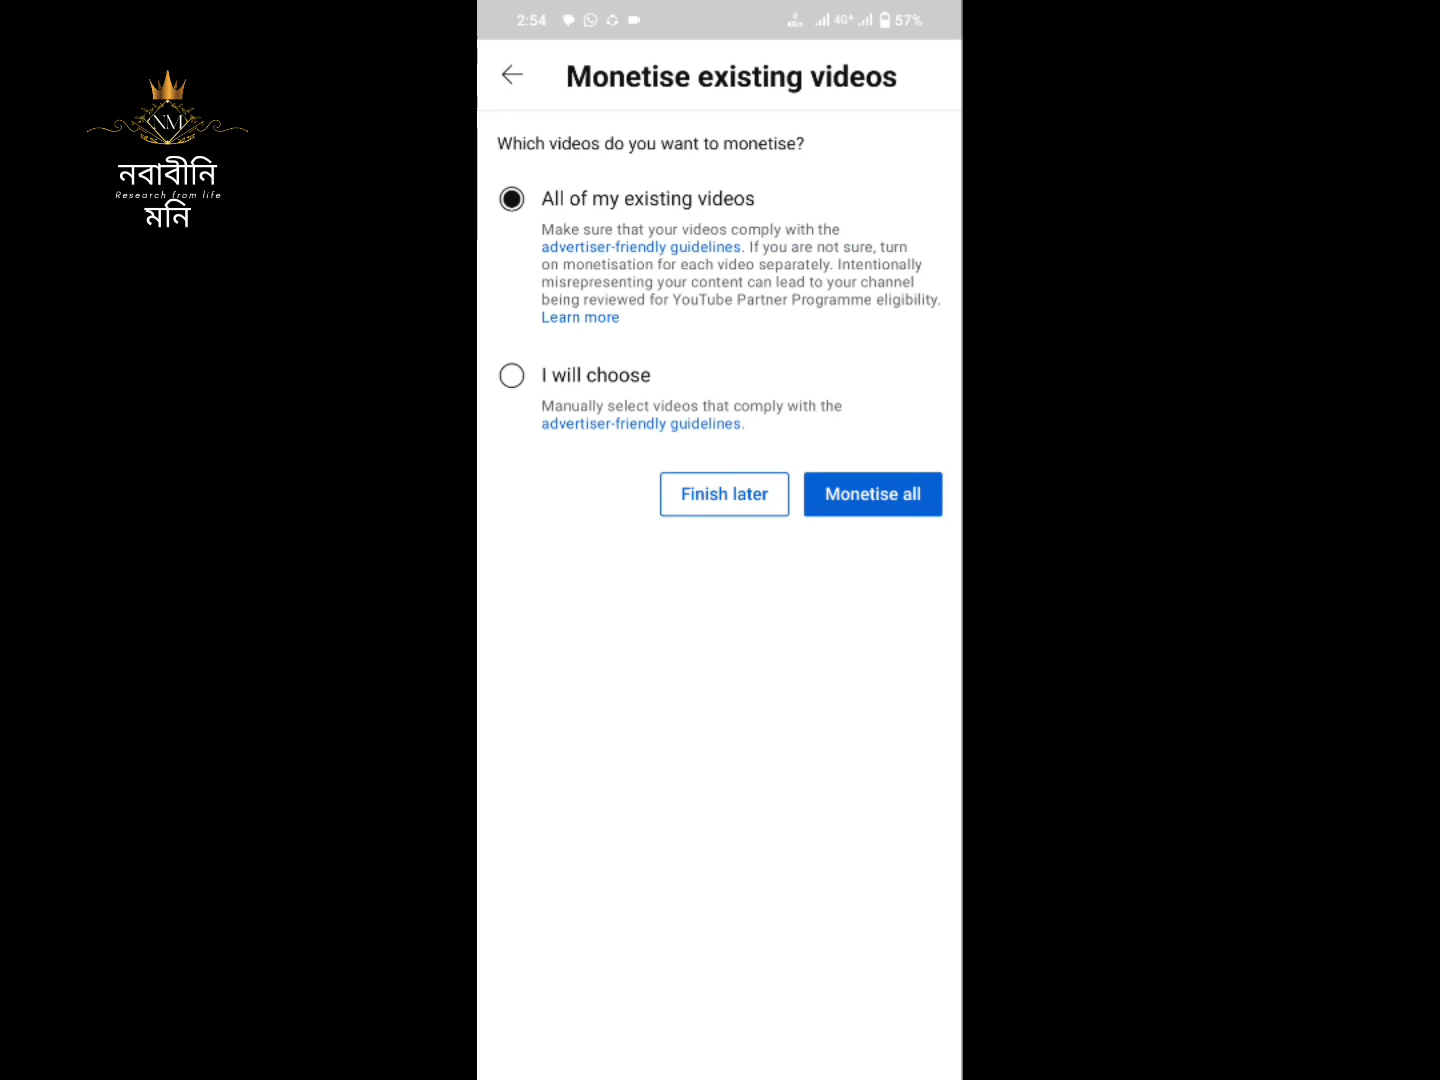 2:54
0
KB/s
4G+
57%
Monetise existing videos
NM
নবাবীনি
Research from life
মনি
Which videos do you want to monetise?
All of my existing videos
Make sure that your videos comply with the
advertiser-friendly guidelines. If you are not sure, turn
on monetisation for each video separately. Intentionally
misrepresenting your content can lead to your channel
being reviewed for YouTube Partner Programme eligibility.
Learn more
I will choose
Manually select videos that comply with the
advertiser-friendly guidelines.
Finish later
Monetise all